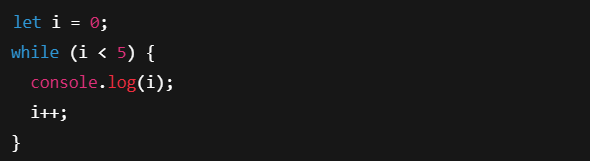 let i = 0;
while (i < 5) {
  console.log(i);
  i++;
}